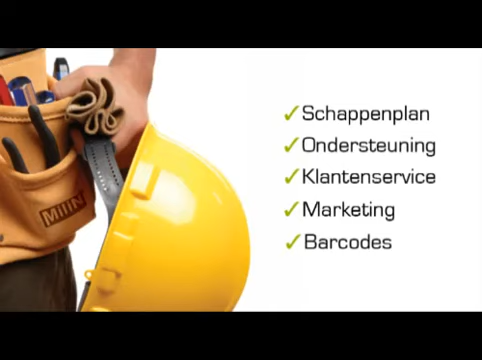 Schappenplan
Ondersteuning
Klantenservice
Marketing
Barcodes